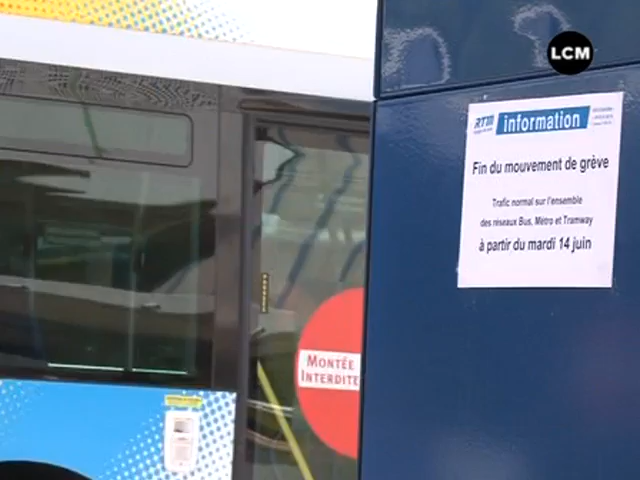 LCM
RTM information
Fin du mouvement de grève
Trafic normal sur l'ensemble
des réseaux Bus, Métro et Tramway
à partir du mardi 14 juin
MONTÉE
INTERDITE